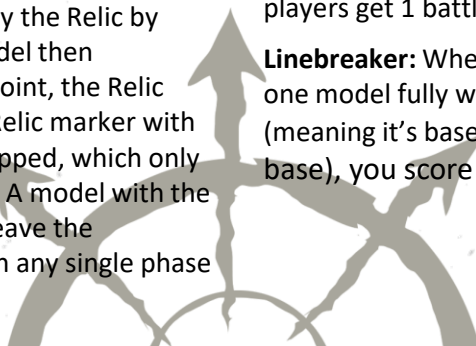 y the Relic by
del then
oint, the Relic
Relic marker with
pped, which only
A model with the
eave the
n any single phase
players get 1 battl
Linebreaker: Whe
one model fully w
(meaning it's base
base), you score